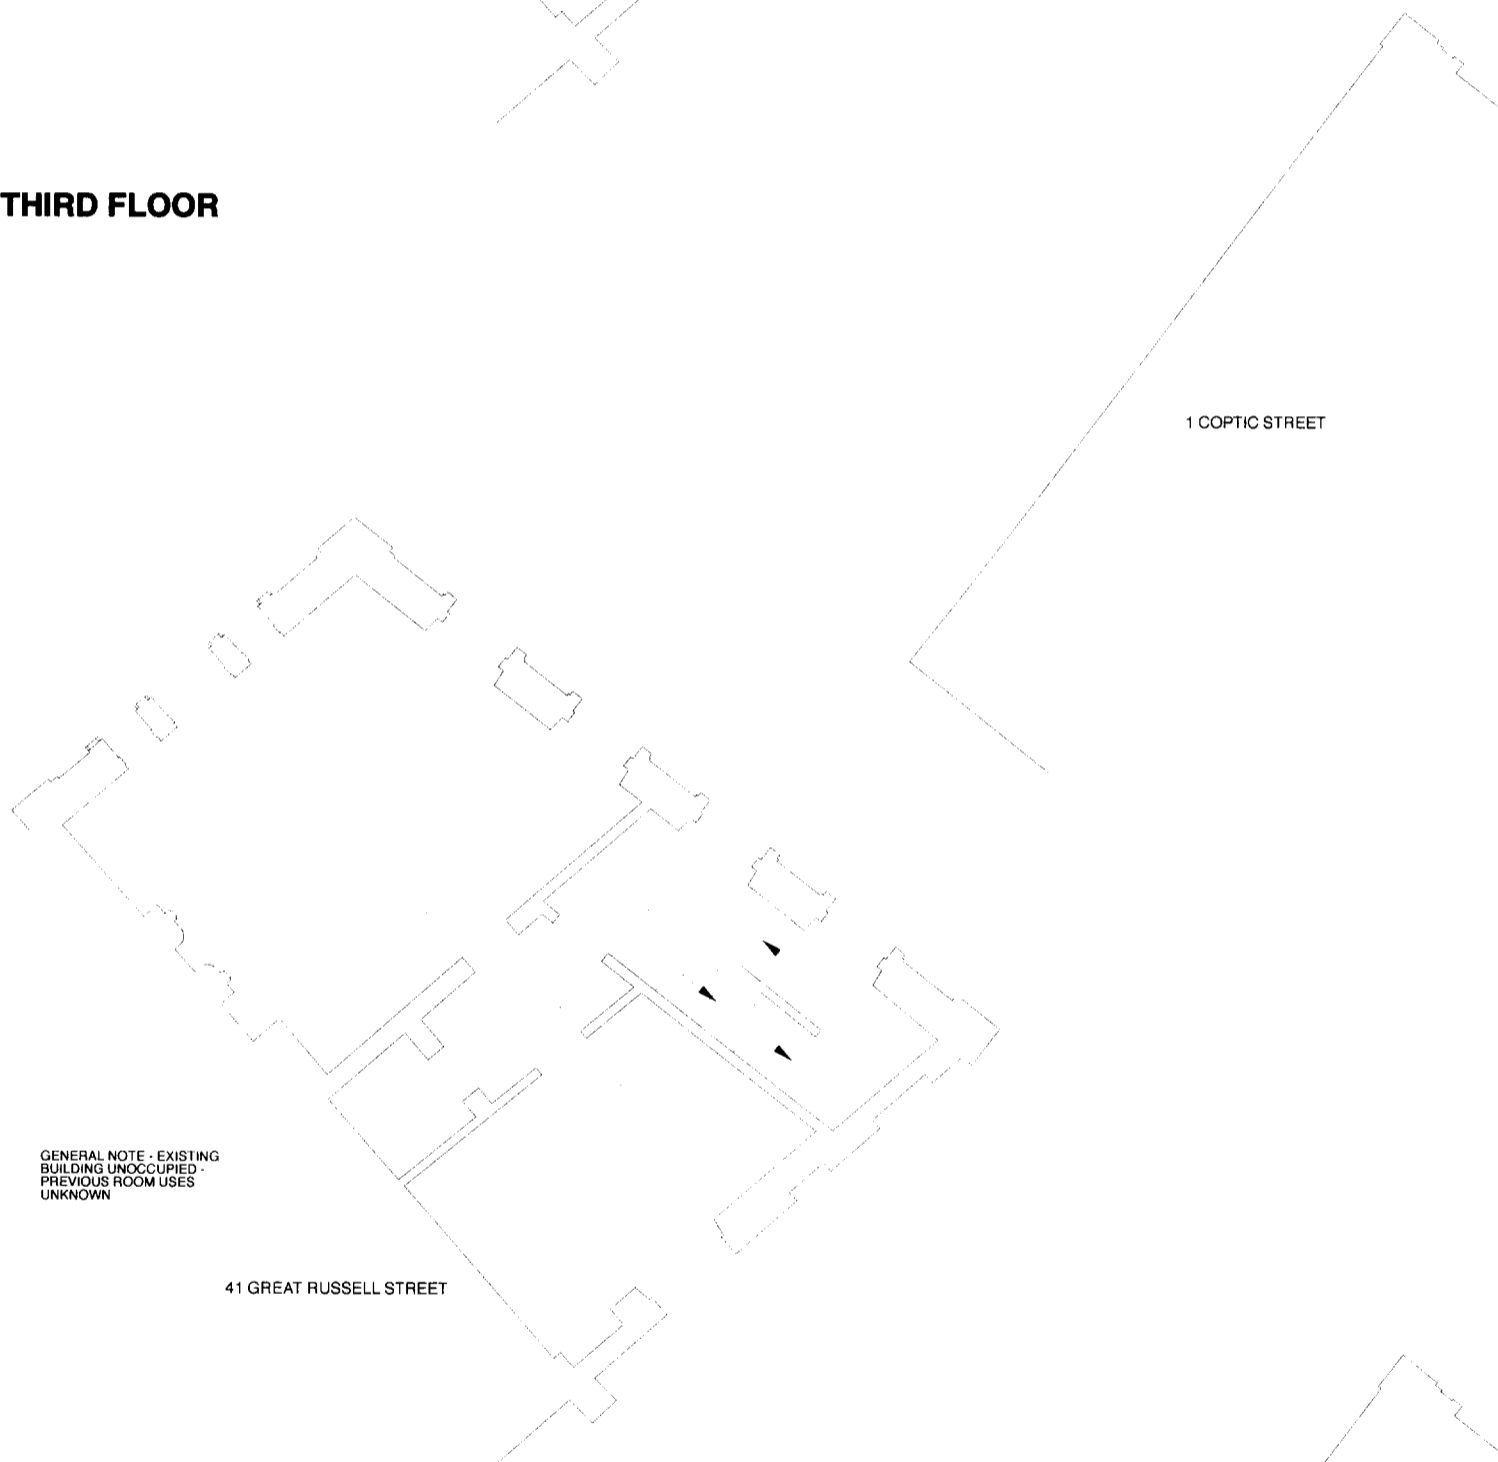 THIRD FLOOR
1 COPTIC STREET
GENERAL NOTE - EXISTING
BUILDING UNOCCUPIED -
PREVIOUS ROOM USES
UNKNOWN
41 GREAT RUSSELL STREET